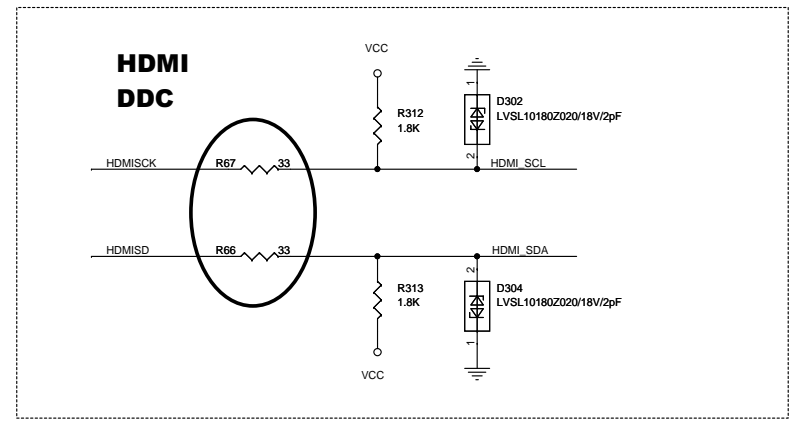 HDMI
DDC
VCC
R312
1.8K
1
D302
LVSL10180Z020/18V/2pF
2
HDMISCK
R67
33
HDMI_SCL
HDMISD
R66
33
HDMI_SDA
2
R313
1.8K
D304
LVSL10180Z020/18V/2pF
1
VCC